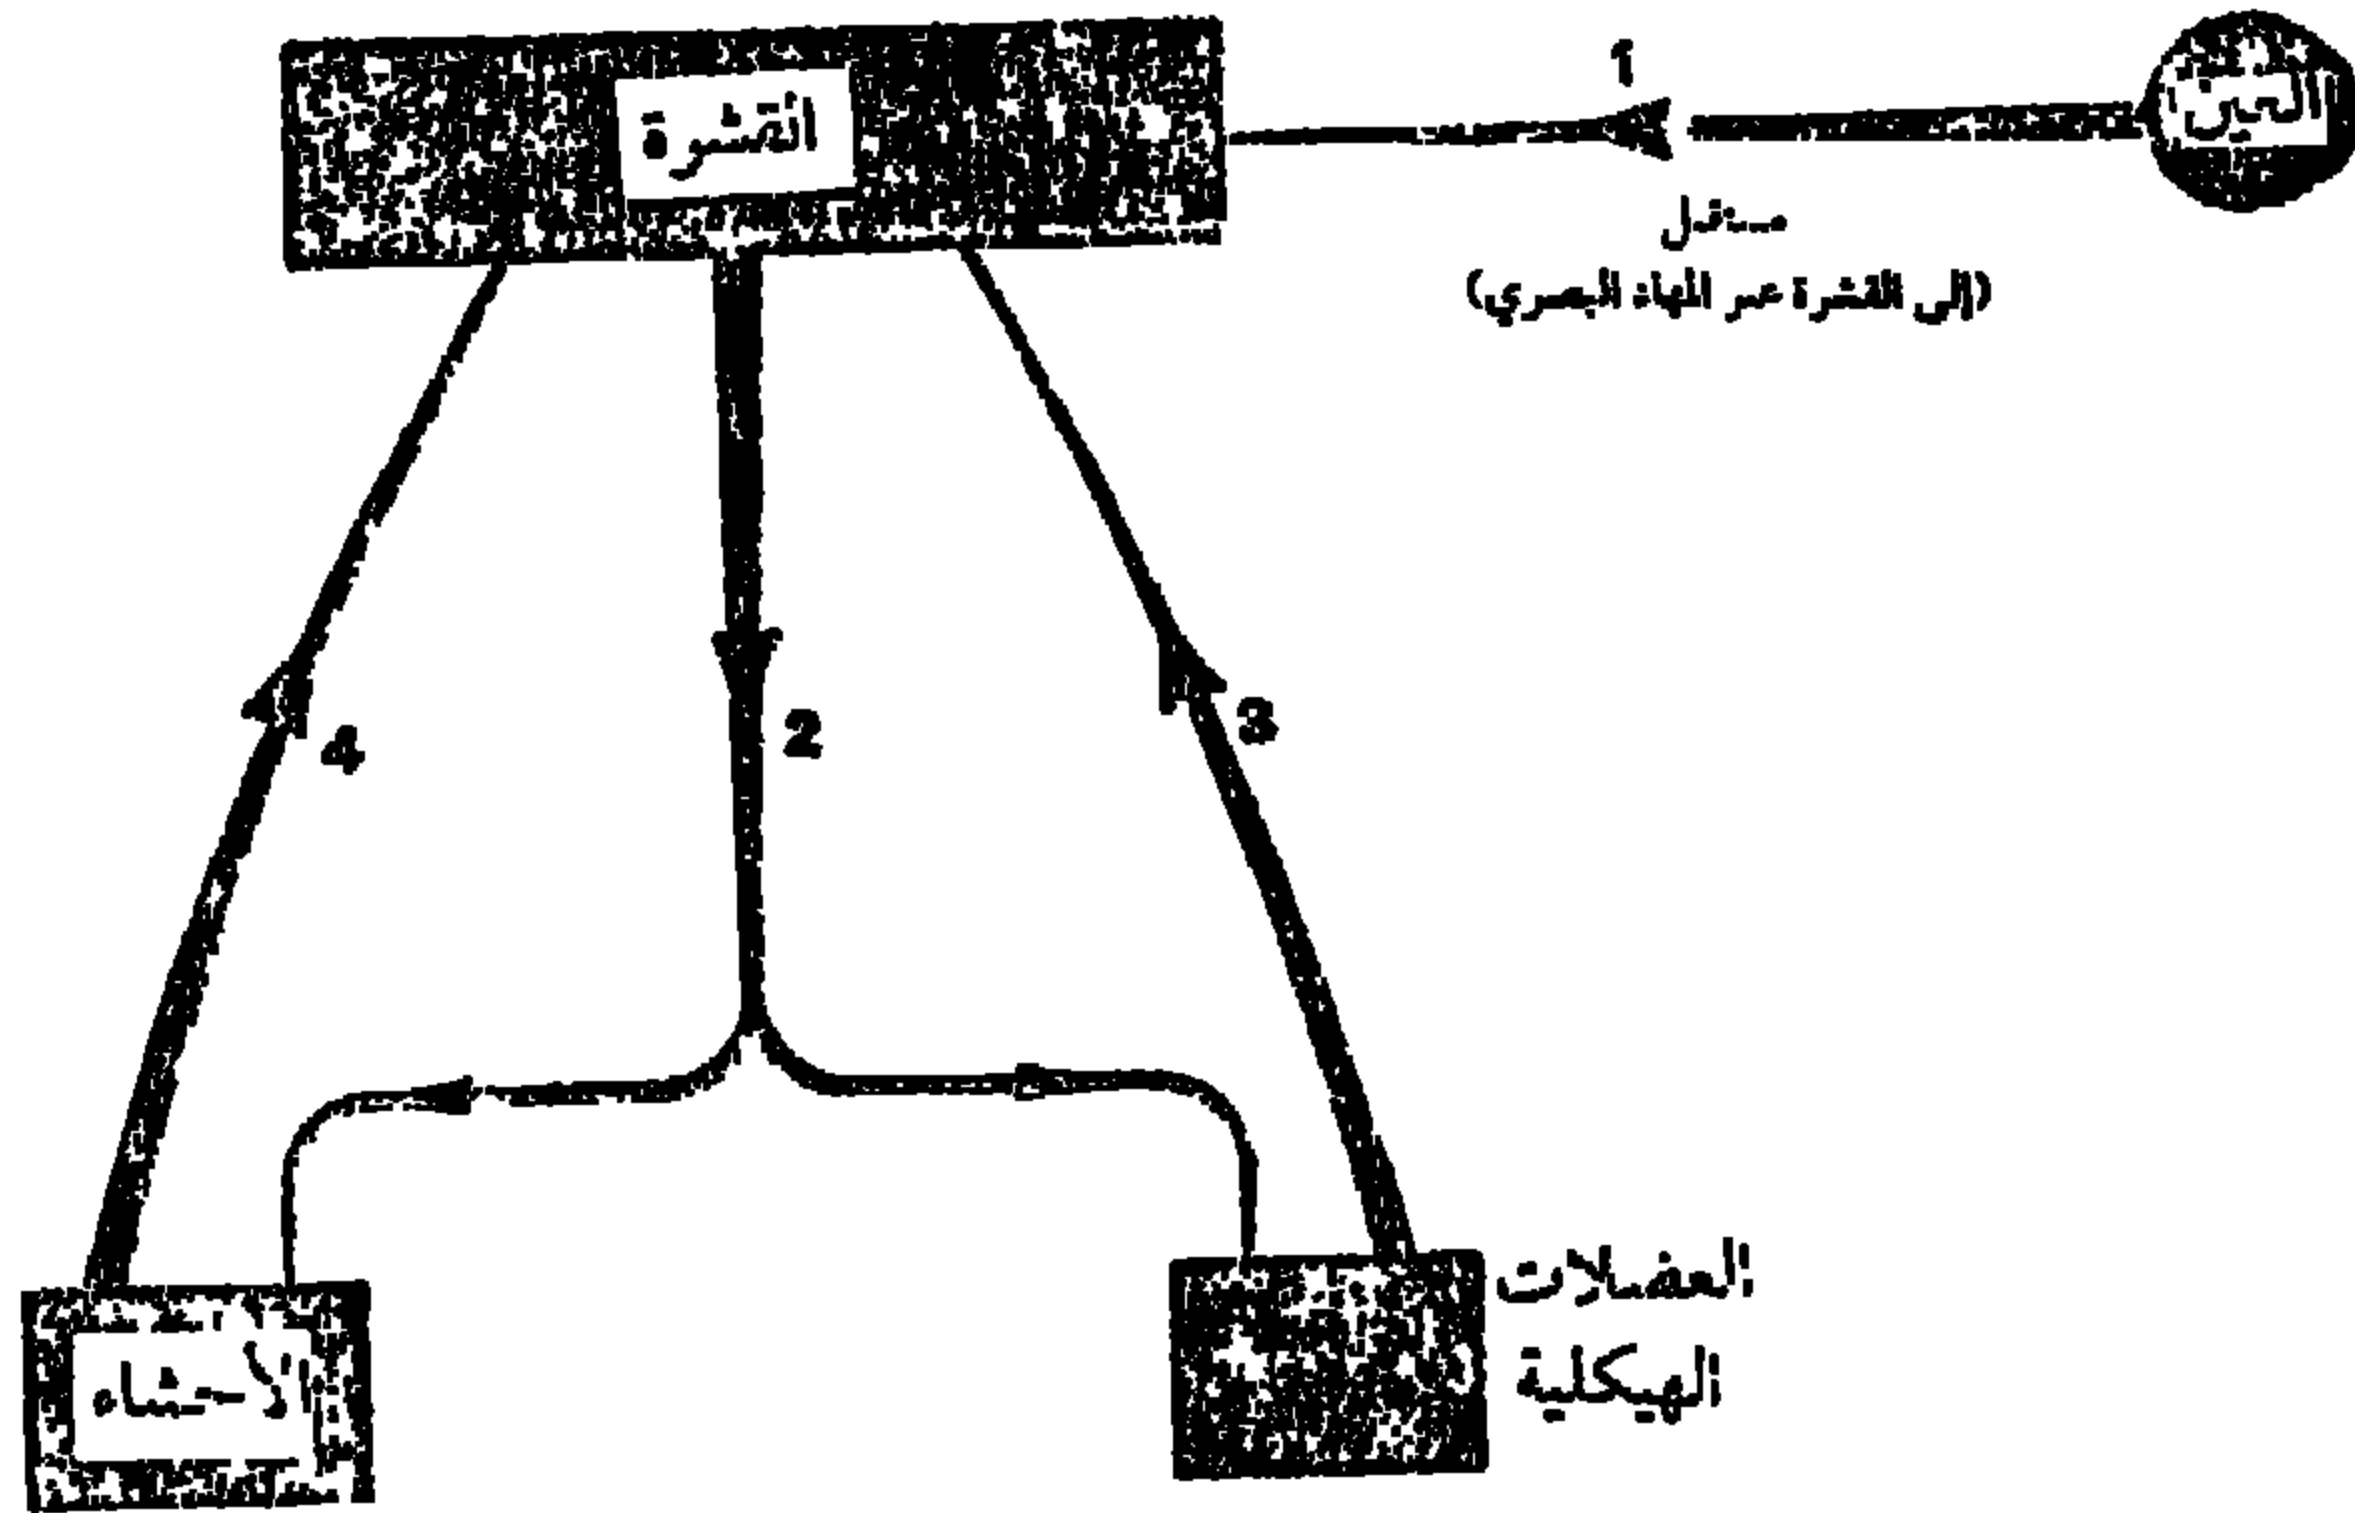 القشرة
1
العين
مستقبل
(إلى القشرة عبر المهاد البصري)
4
2
3
العضلات
الهيكلية
الأحشاء